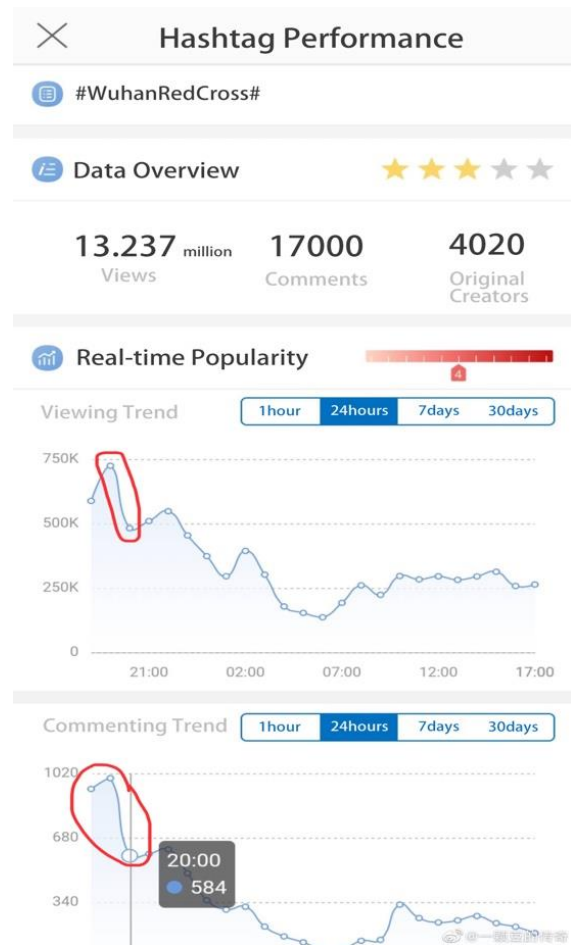 Hashtag Performance
#WuhanRedCross#
Data Overview
13.237 million 17000 4020
Views Comments Original
Creators
Real-time Popularity
4
Viewing Trend 1hour 24hours 7days 30days
750K
500K
250K
0
21:00 02:00 07:00 12:00 17:00
Commenting Trend 1hour 24hours 7days 30days
1020
680
20:00
584
340